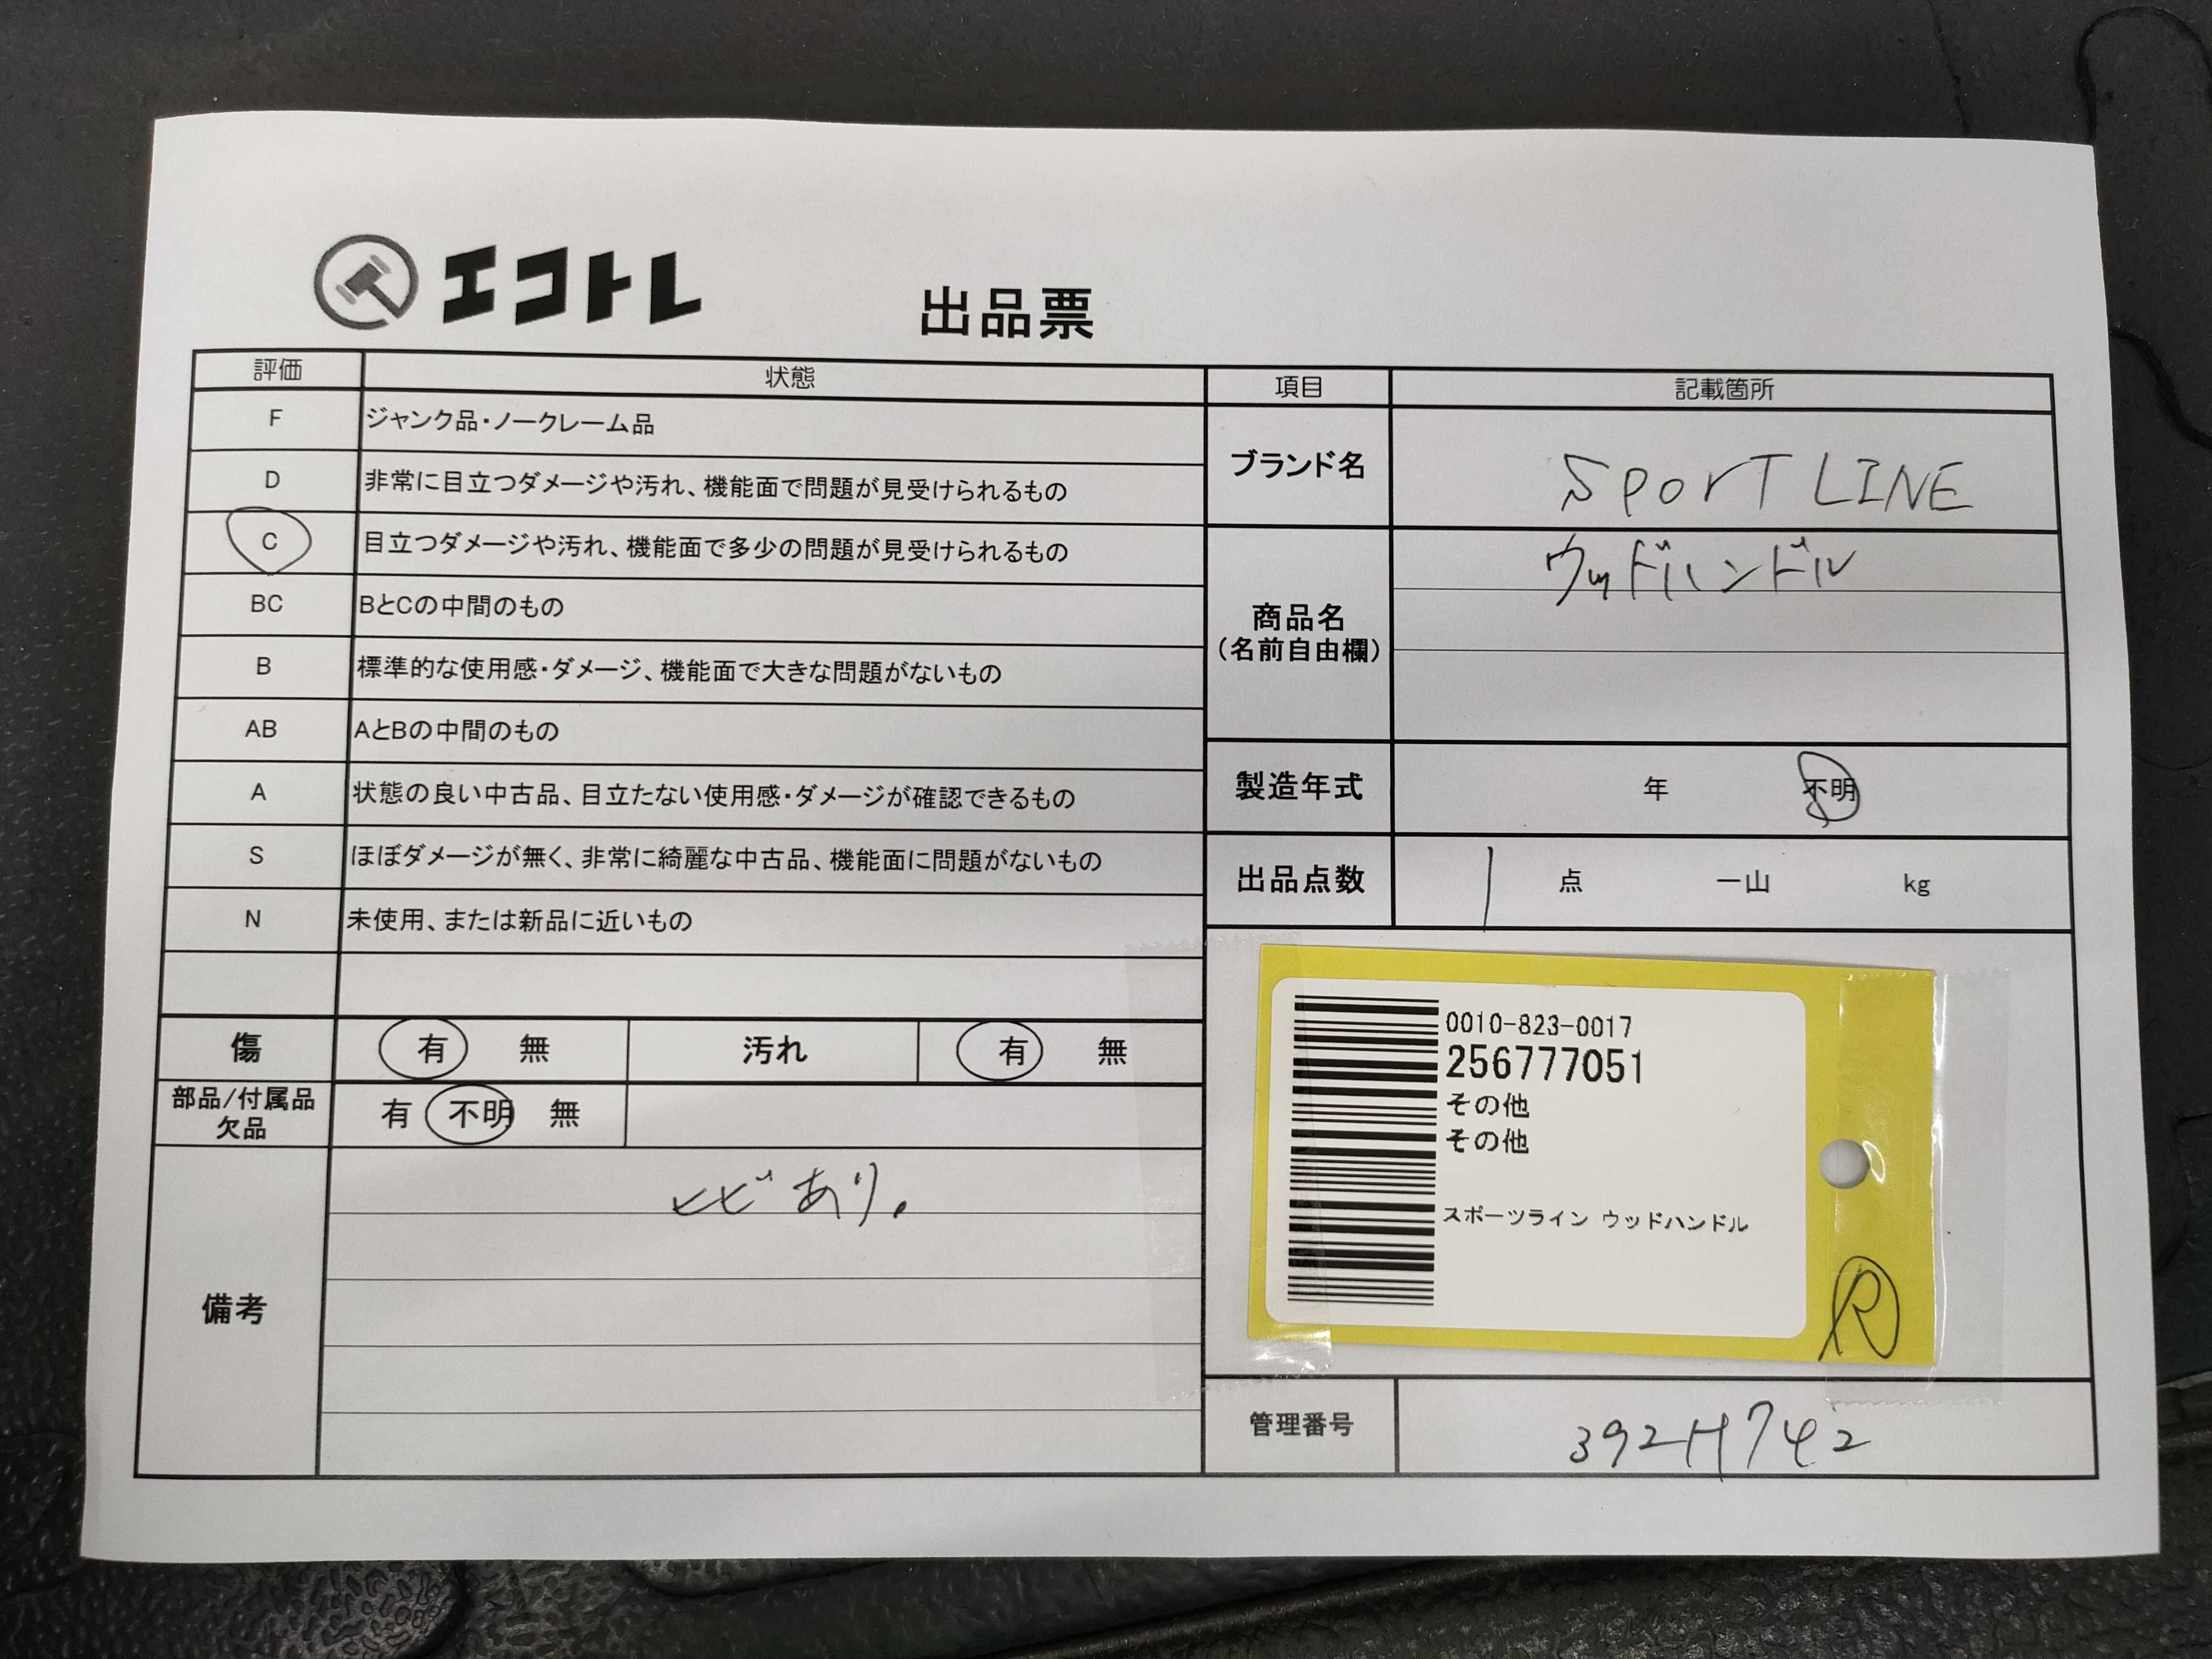 エコトレ
出品票
評価 状態
F ジャンク品・ノークレーム品
D 非常に目立つダメージや汚れ、機能面で問題が見受けられるもの
C 目立つダメージや汚れ、機能面で多少の問題が見受けられるもの
BC BとCの中間のもの
B 標準的な使用感・ダメージ、機能面で大きな問題がないもの
AB AとBの中間のもの
A 状態の良い中古品、目立たない使用感・ダメージが確認できるもの
S ほぼダメージが無く、非常に綺麗な中古品、機能面に問題がないもの
N 未使用、または新品に近いもの
傷 有 無 汚れ 有 無
部品/付属品
欠品
有 不明 無
備考
ヒビあり。
項目 記載箇所
ブランド名 SPorT LINE
商品名
(名前自由欄)
ウッドハンドル
製造年式 年 不明
出品点数 1 点 一山 kg
0010-823-0017
256777051
その他
その他
スポーツライン ウッドハンドル
R
管理番号 392H742